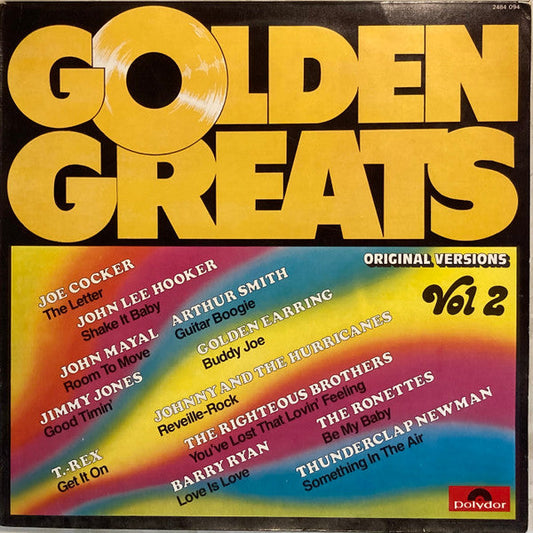 2484 094
GOLDEN
GREATS
ORIGINAL VERSIONS
Vol 2
JOE COCKER
The Letter
JOHN LEE HOOKER
Shake It Baby
ARTHUR SMITH
Guitar Boogie
JOHN MAYAL
Room To Move
GOLDEN EARRING
Buddy Joe
JIMMY JONES
Good Timin'
JOHNNY AND THE HURRICANES
Reveille-Rock
THE RIGHTEOUS BROTHERS
You've Lost That Lovin' Feeling
THE RONETTES
Be My Baby
T.-REX
Get It On
BARRY RYAN
Love Is Love
THUNDERCLAP NEWMAN
Something In The Air
Polydor